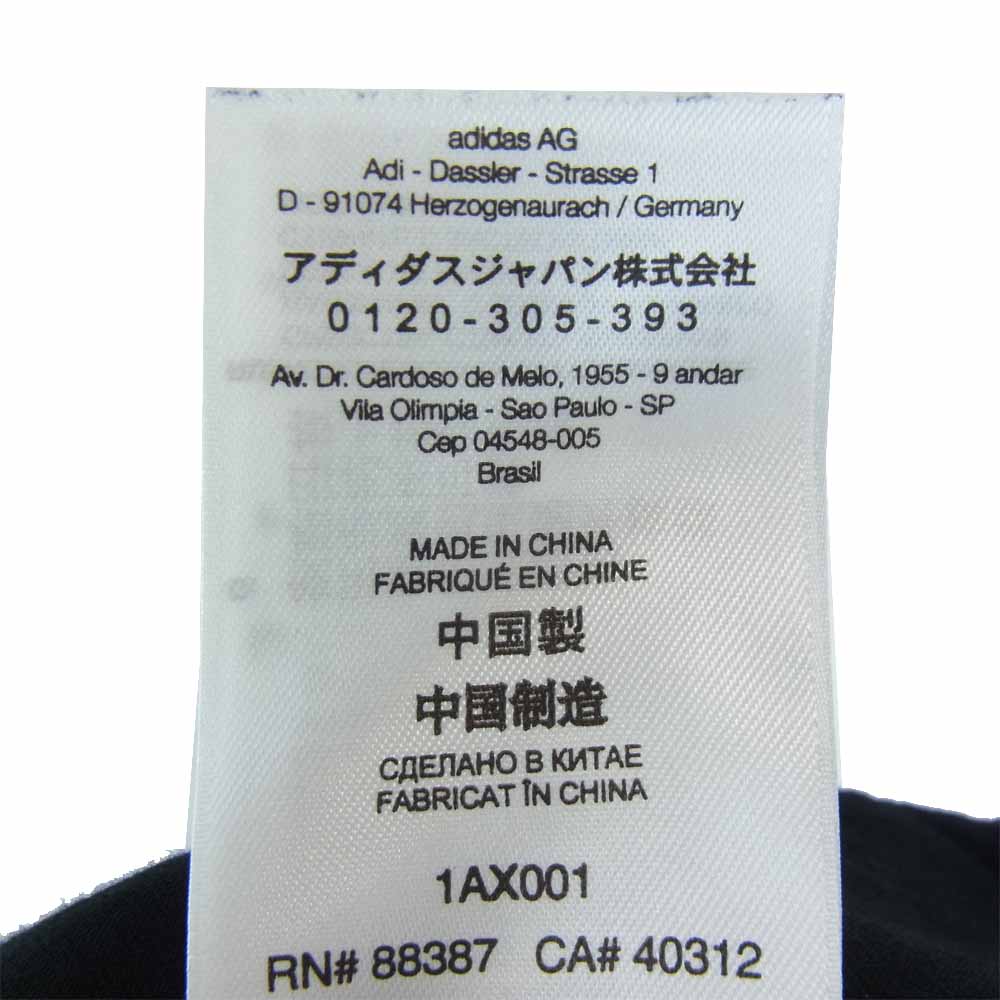 adidas AG
Adi - Dassler - Strasse 1
D - 91074 Herzogenaurach / Germany
アディダスジャパン株式会社
0120-305-393
Av. Dr. Cardoso de Melo, 1955 - 9 andar
Vila Olimpia - Sao Paulo - SP
Cep 04548-005
Brasil
MADE IN CHINA
FABRIQUÉ EN CHINE
中国製
中国制造
СДЕЛАНО В КИТАЕ
FABRICAT ÎN CHINA
1AX001
RN# 88387 CA# 40312